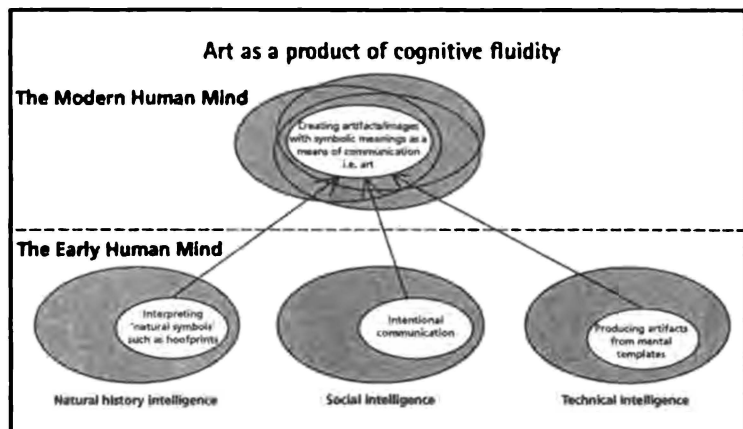 Art as a product of cognitive fluidity
The Modern Human Mind
Creating artifacts/images
with symbolic meanings as a
means of communication
i.e. art
The Early Human Mind
Interpreting
'natural symbols'
such as hoofprints
Intentional
communication
Producing artifacts
from mental
templates
Natural history intelligence
Social intelligence
Technical intelligence